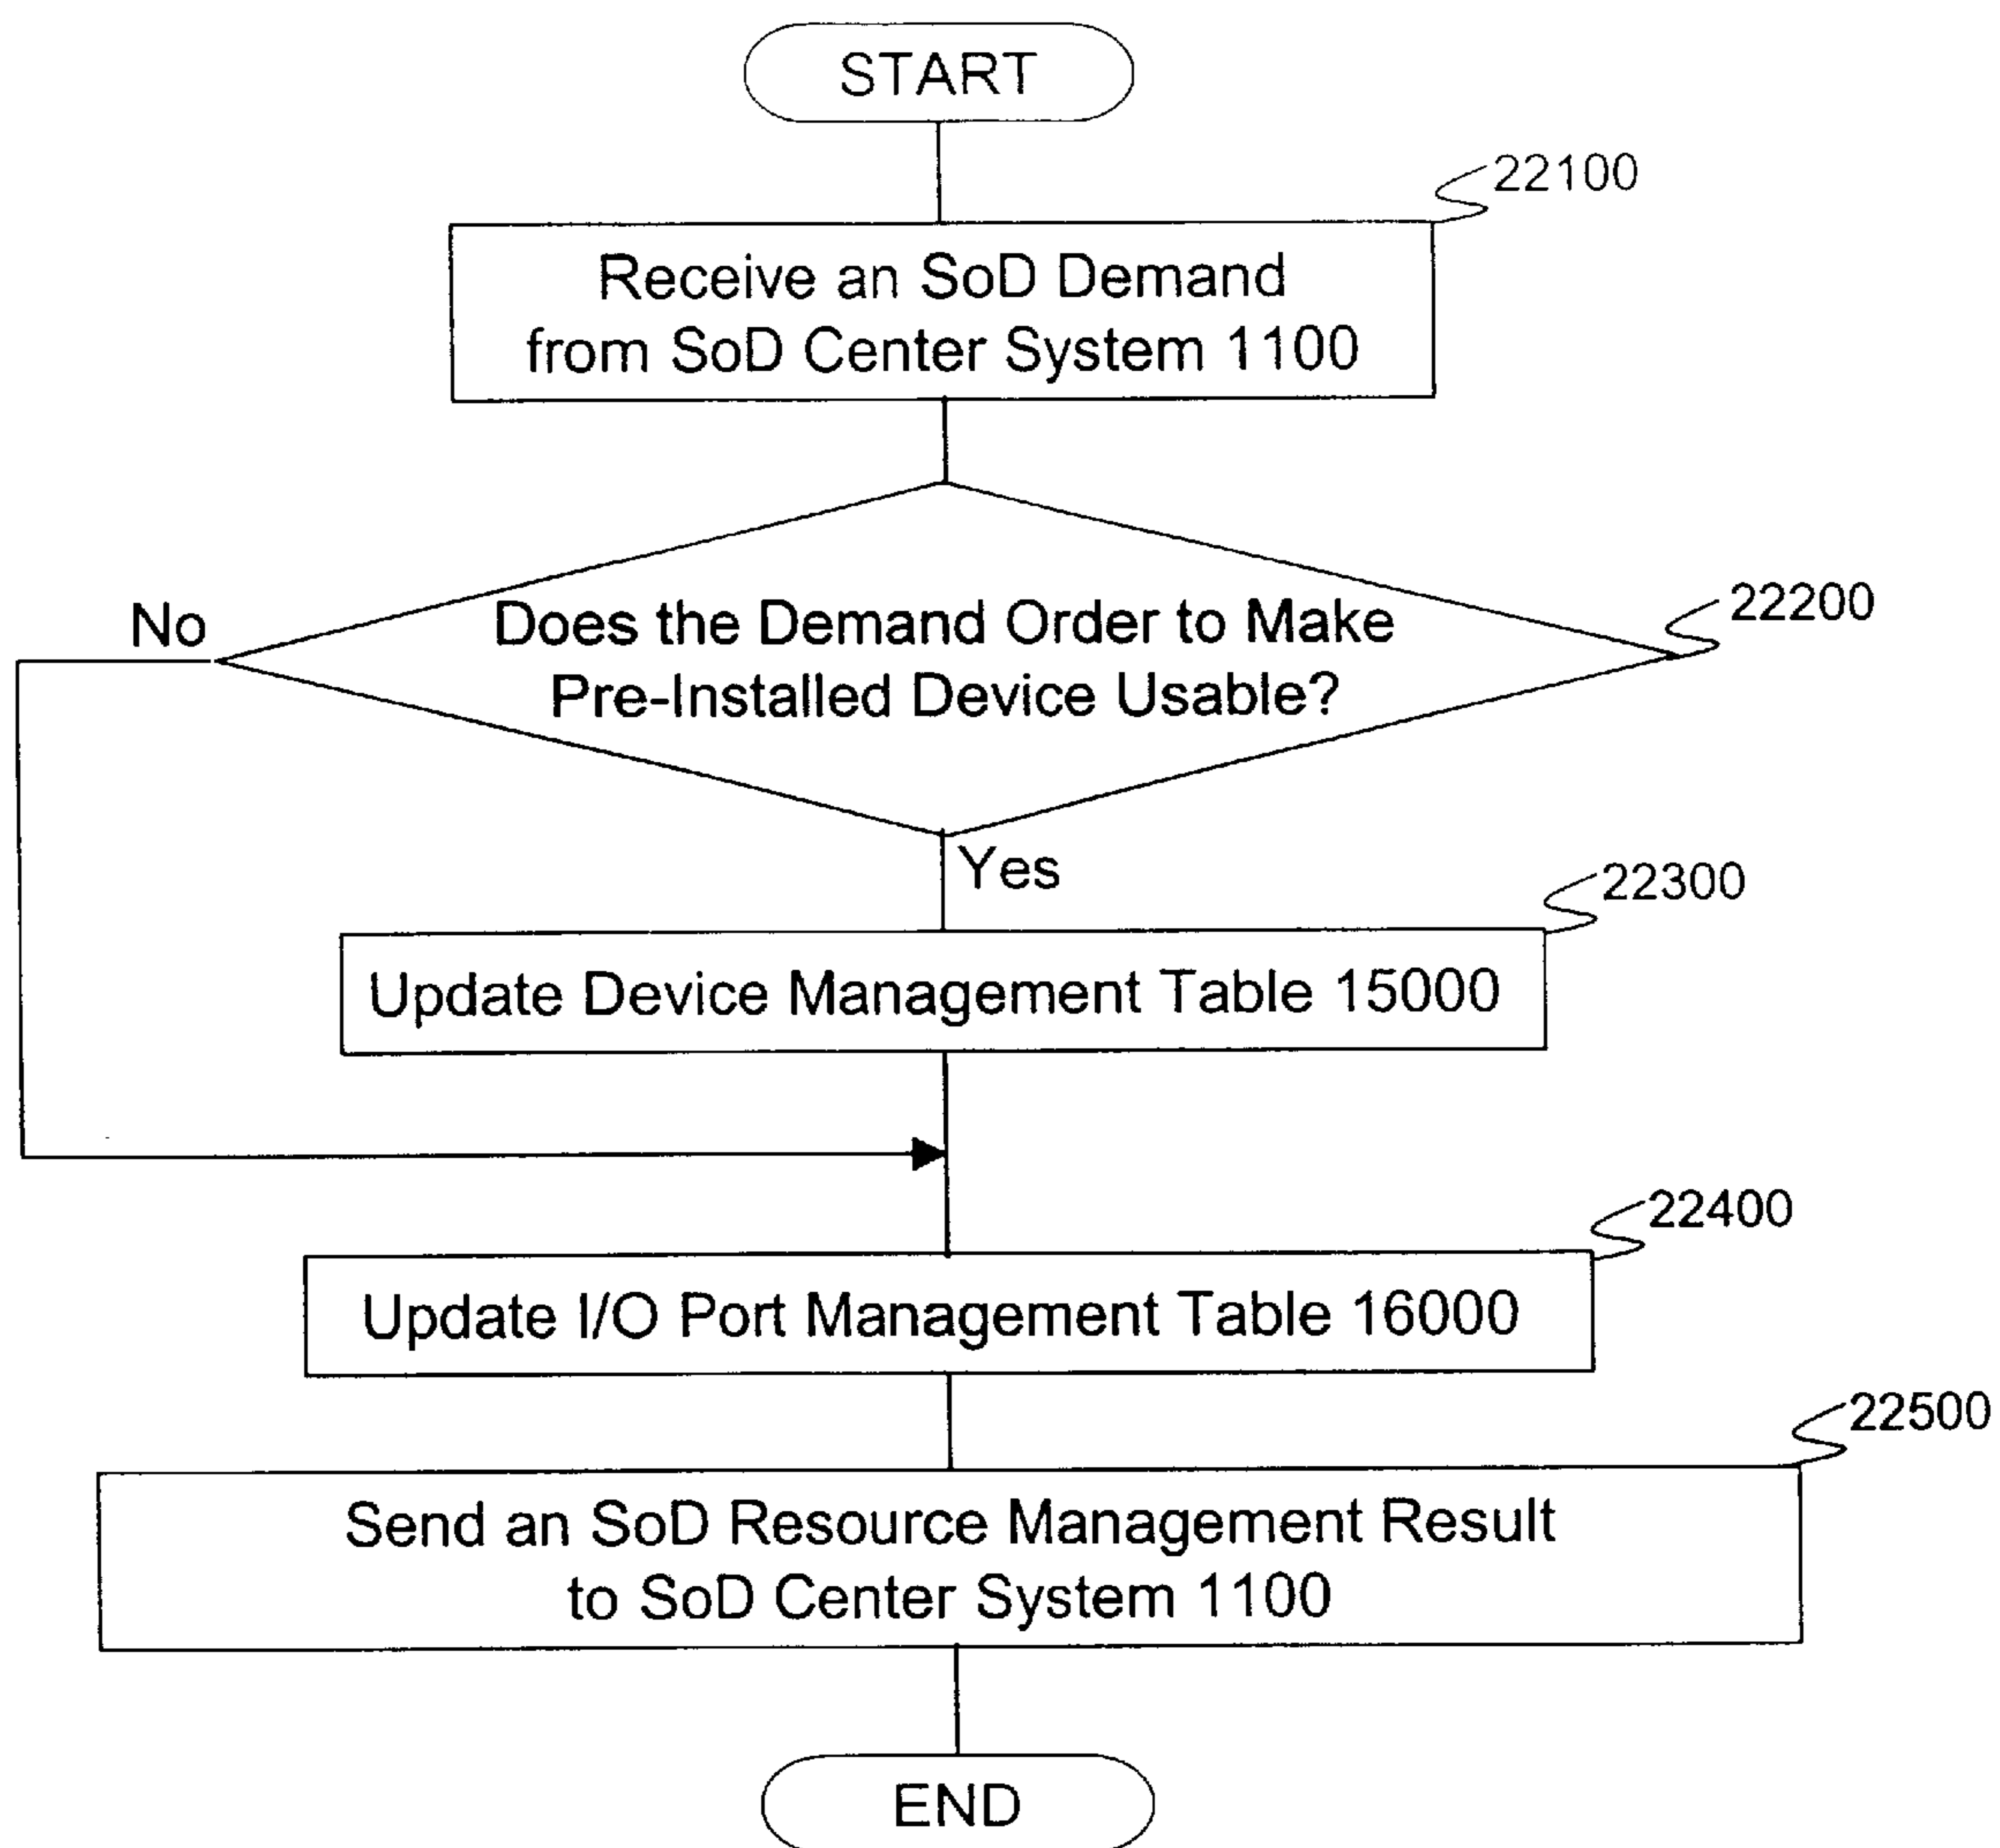 START
22100
Receive an SoD Demand
from SoD Center System 1100
22200
No
Does the Demand Order to Make
Pre-Installed Device Usable?
Yes
22300
Update Device Management Table 15000
22400
Update I/O Port Management Table 16000
22500
Send an SoD Resource Management Result
to SoD Center System 1100
END